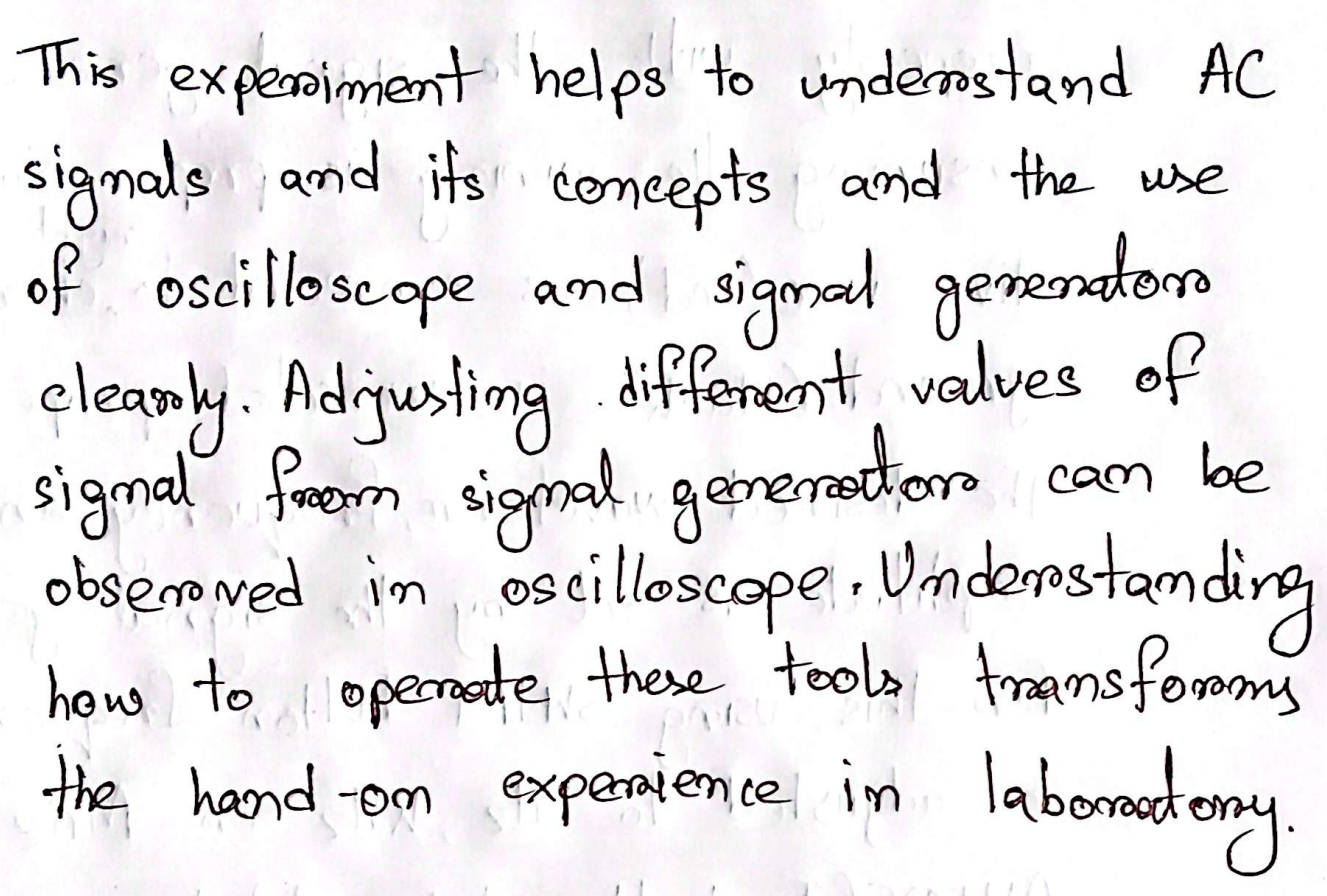 This experiment helps to understand AC
signals and its concepts and the use
of oscilloscope and signal generator
clearly. Adjusting different values of
signal from signal generator can be
observed in oscilloscope. Understanding
how to operate these tools transforms
the hand-on experience in laboratory.